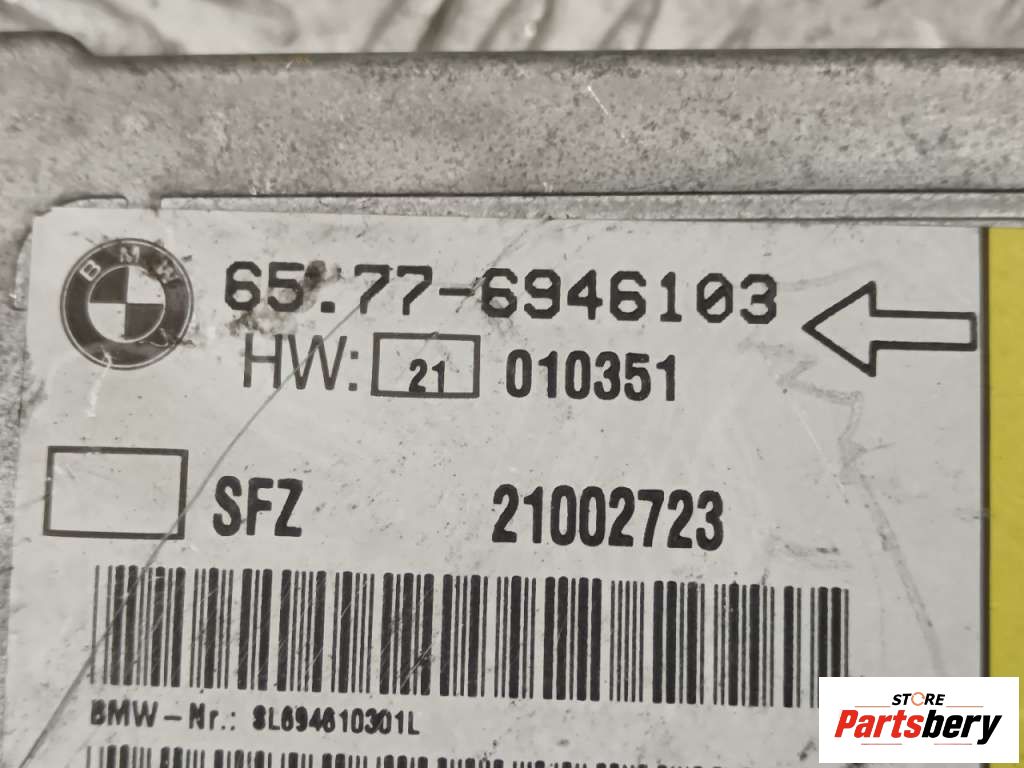 BMW
65.77-6946103
HW: 21 010351
SFZ 21002723
BMW-Nr.: SL694610301L
STORE
Partsbery